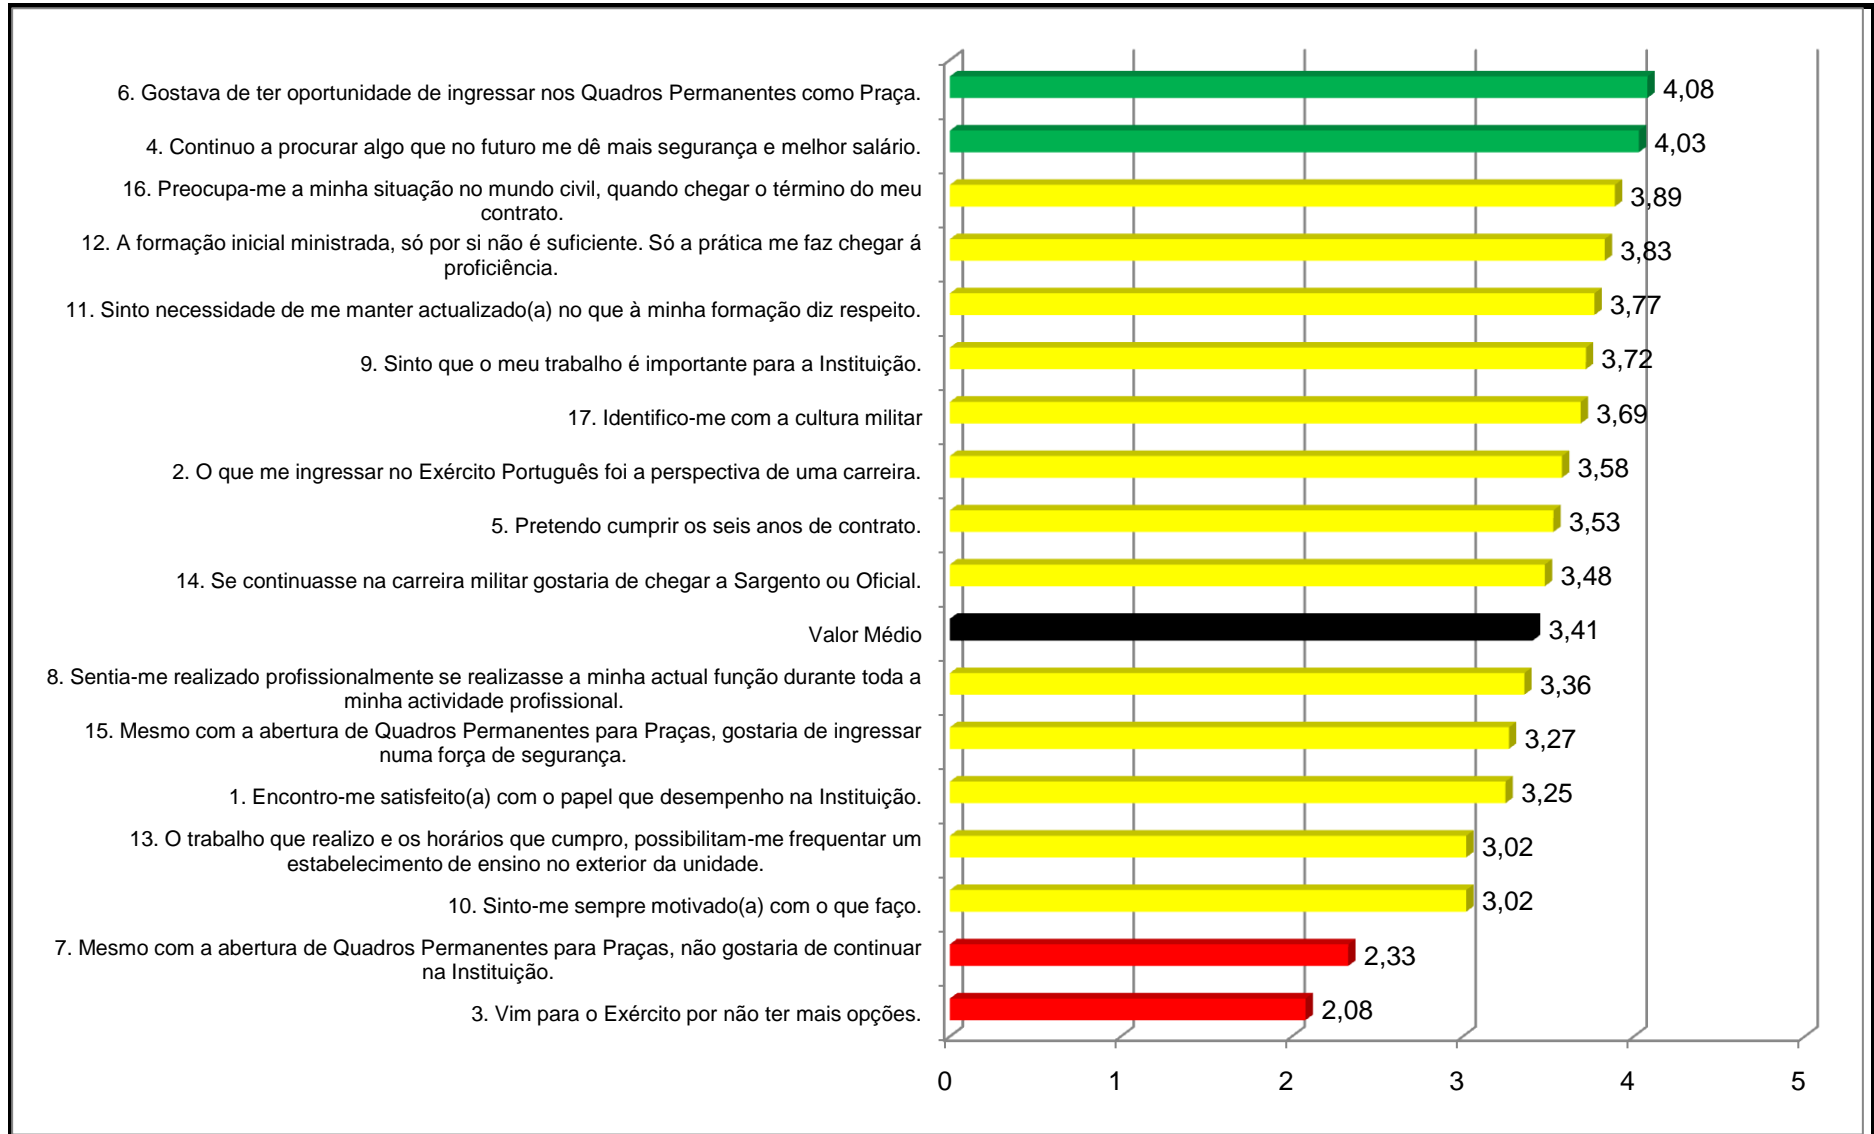 6. Gostava de ter oportunidade de ingressar nos Quadros Permanentes como Praça.
4,08
4. Continuo a procurar algo que no futuro me dê mais segurança e melhor salário.
4,03
16. Preocupa-me a minha situação no mundo civil, quando chegar o término do meu
contrato.
3,89
12. A formação inicial ministrada, só por si não é suficiente. Só a prática me faz chegar á
proficiência.
3,83
11. Sinto necessidade de me manter actualizado(a) no que à minha formação diz respeito.
3,77
9. Sinto que o meu trabalho é importante para a Instituição.
3,72
17. Identifico-me com a cultura militar
3,69
2. O que me ingressar no Exército Português foi a perspectiva de uma carreira.
3,58
5. Pretendo cumprir os seis anos de contrato.
3,53
14. Se continuasse na carreira militar gostaria de chegar a Sargento ou Oficial.
3,48
Valor Médio
3,41
8. Sentia-me realizado profissionalmente se realizasse a minha actual função durante toda a
minha actividade profissional.
3,36
15. Mesmo com a abertura de Quadros Permanentes para Praças, gostaria de ingressar
numa força de segurança.
3,27
1. Encontro-me satisfeito(a) com o papel que desempenho na Instituição.
3,25
13. O trabalho que realizo e os horários que cumpro, possibilitam-me frequentar um
estabelecimento de ensino no exterior da unidade.
3,02
10. Sinto-me sempre motivado(a) com o que faço.
3,02
7. Mesmo com a abertura de Quadros Permanentes para Praças, não gostaria de continuar
na Instituição.
2,33
3. Vim para o Exército por não ter mais opções.
2,08
0 1 2 3 4 5